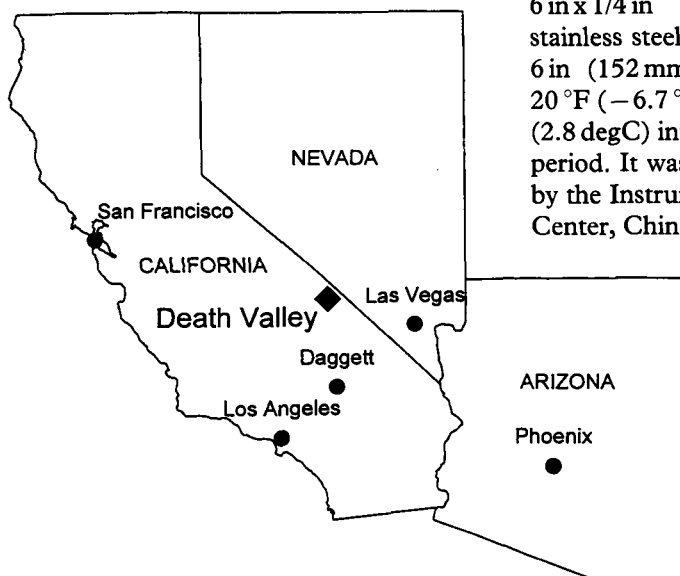 6 in x 1/4 in
stainless steel
6 in (152 mm
20 °F (−6.7 °
(2.8 degC) in
period. It was
by the Instru
Center, Chin
NEVADA
San Francisco
CALIFORNIA
Las Vegas
Death Valley
Daggett
ARIZONA
Los Angeles
Phoenix